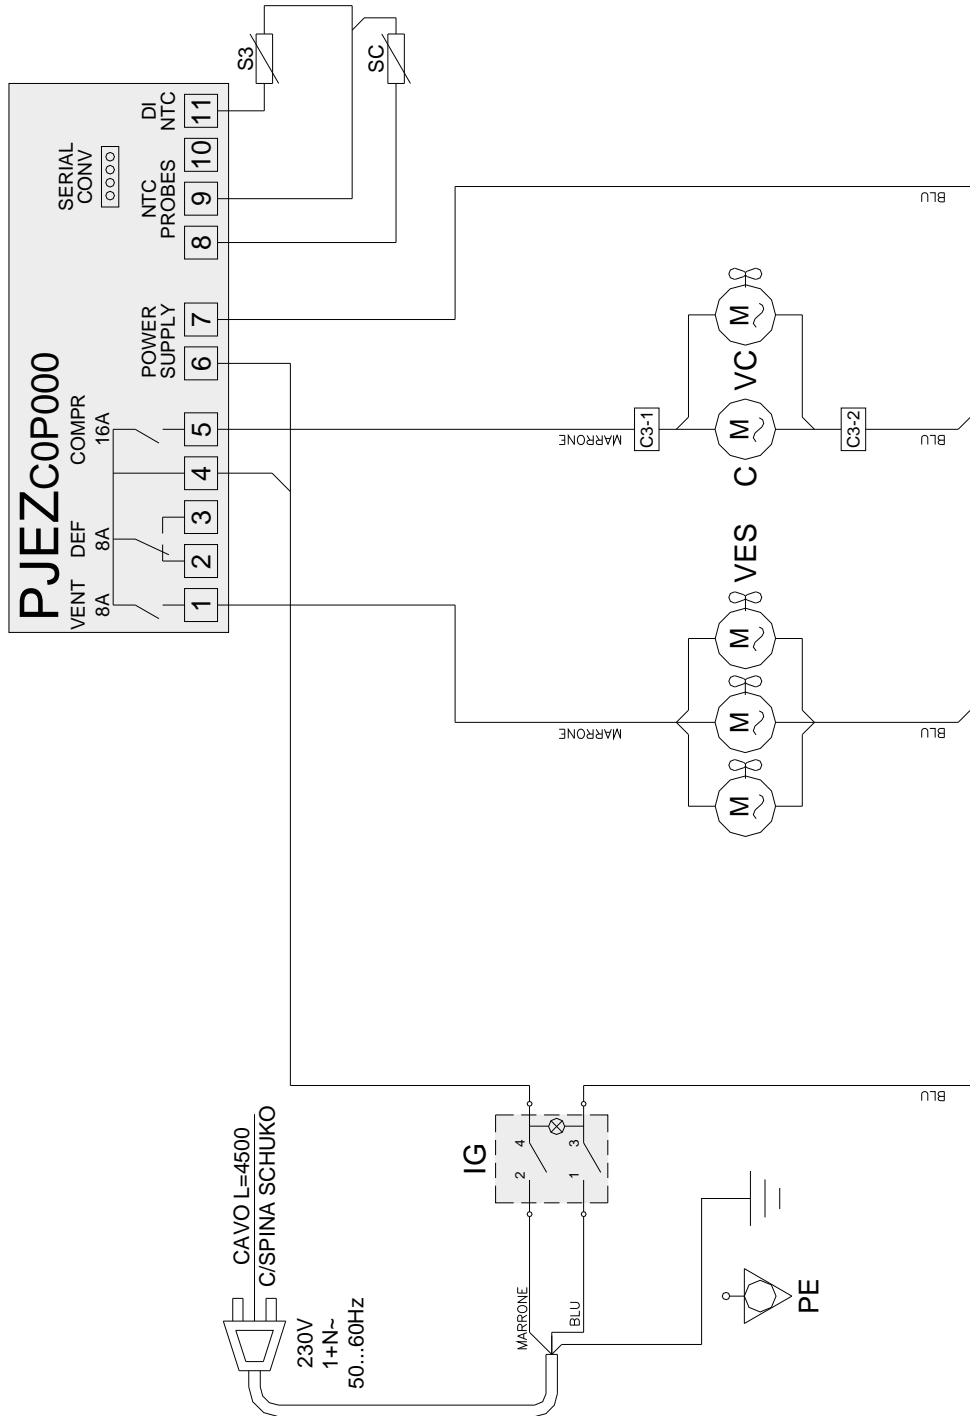 PJEZC0P000
VENT
8A
DEF
8A
COMPR
16A
POWER
SUPPLY
SERIAL
CONV
NTC
PROBES
DI
NTC
1
2
3
4
5
6
7
8
9
10
11
S3
SC
CAVO L=4500
C/SPINA SCHUKO
230V
1+N~
50...60Hz
MARRONE
BLU
IG
2
4
1
3
PE
BLU
MARRONE
M
M
M
VES
BLU
MARRONE
C3-1
C
M
VC
M
C3-2
BLU
BLU